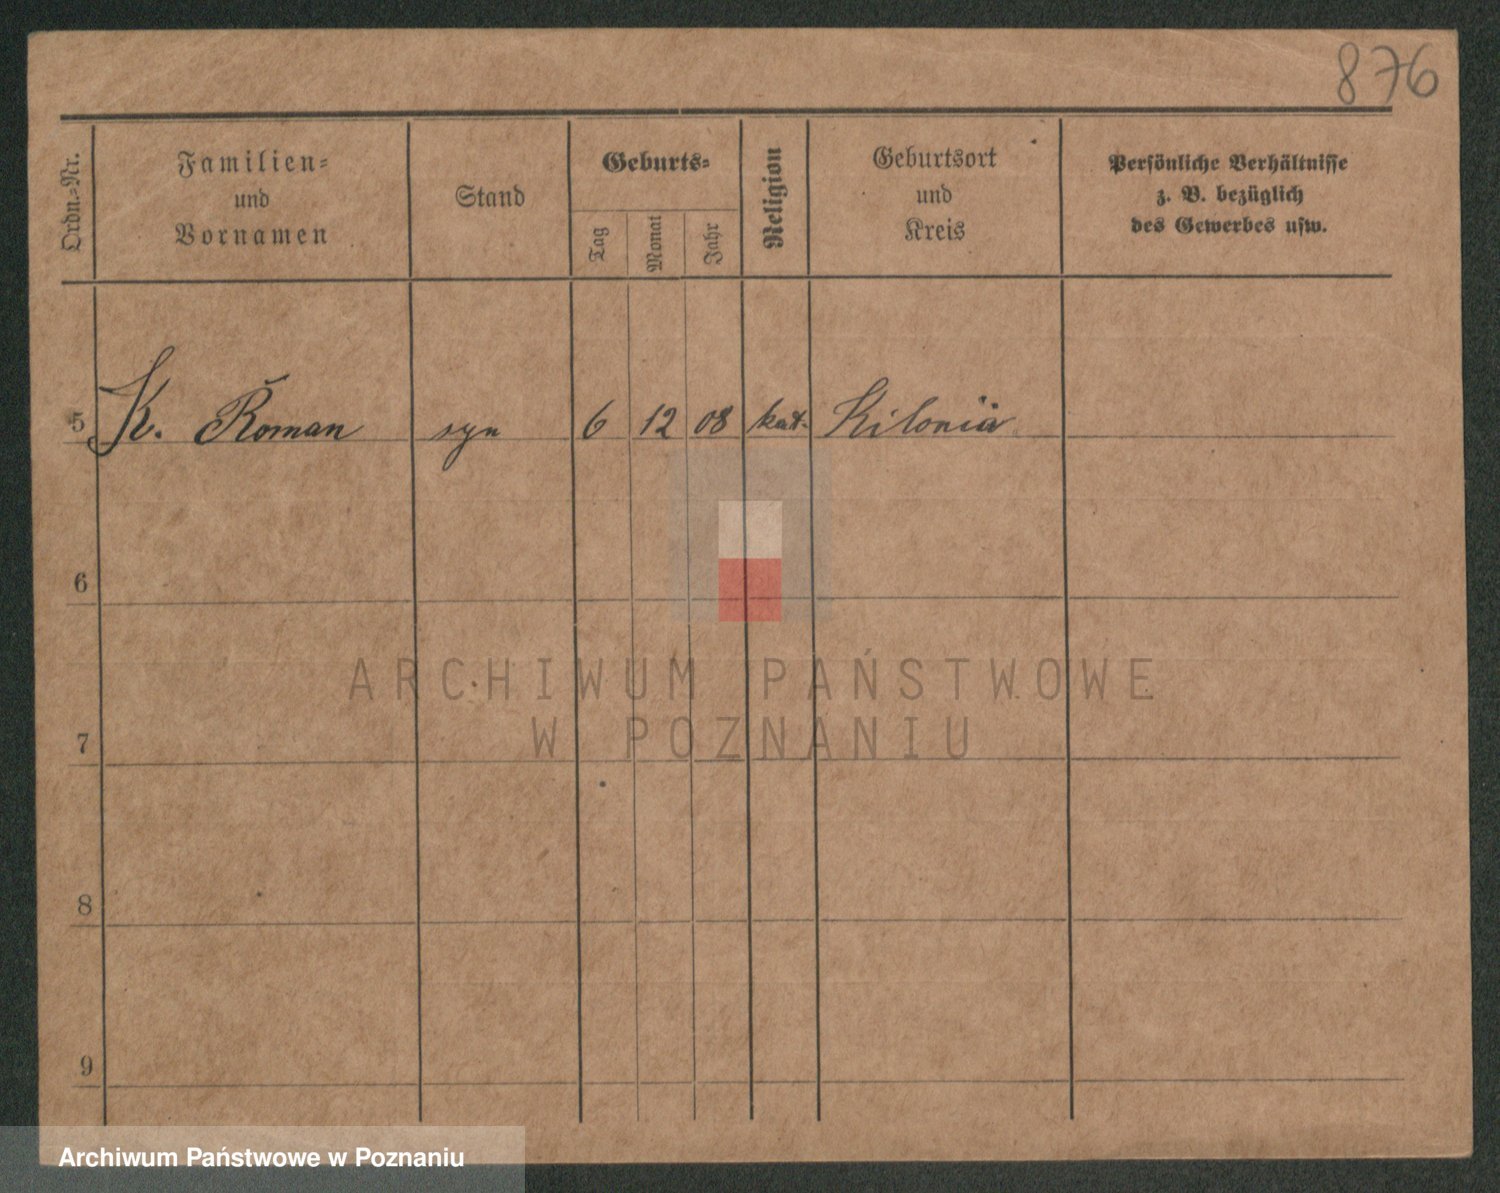 876
Ordn.=Nr.
Familien=
und
Vornamen
Stand
Geburts=
Tag
Monat
Jahr
Religion
Geburtsort
und
Kreis
Persönliche Verhältnisse
z. B. bezüglich
des Gewerbes usw.
5 K. Roman syn 6 12 08 kat. Kilonia
6
7
8
9
ARCHIWUM PAŃSTWOWE
W POZNANIU
Archiwum Państwowe w Poznaniu